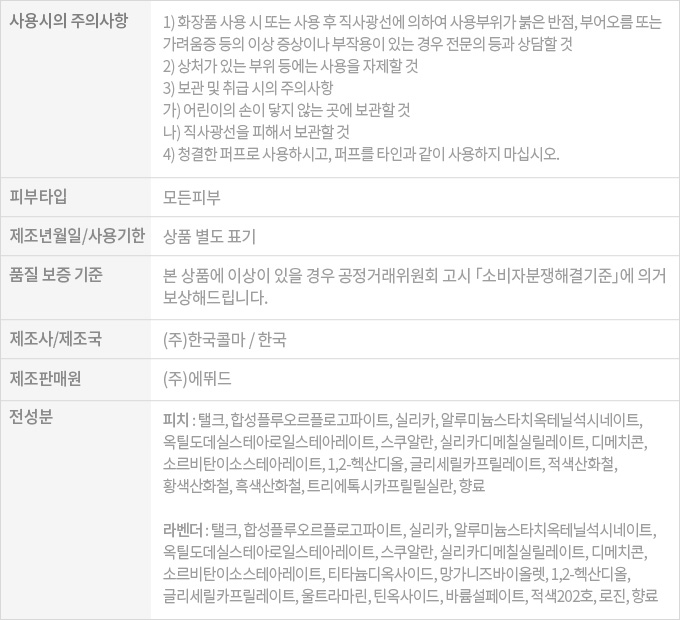 사용시의 주의사항
1) 화장품 사용 시 또는 사용 후 직사광선에 의하여 사용부위가 붉은 반점, 부어오름 또는
가려움증 등의 이상 증상이나 부작용이 있는 경우 전문의 등과 상담할 것
2) 상처가 있는 부위 등에는 사용을 자제할 것
3) 보관 및 취급 시의 주의사항
가) 어린이의 손이 닿지 않는 곳에 보관할 것
나) 직사광선을 피해서 보관할 것
4) 청결한 퍼프로 사용하시고, 퍼프를 타인과 같이 사용하지 마십시오.
피부타입
모든피부
제조년월일/사용기한
상품 별도 표기
품질 보증 기준
본 상품에 이상이 있을 경우 공정거래위원회 고시 「소비자분쟁해결기준」에 의거
보상해드립니다.
제조사/제조국
(주)한국콜마 / 한국
제조판매원
(주)에뛰드
전성분
피치 : 탤크, 합성플루오르플로고파이트, 실리카, 알루미늄스타치옥테닐석시네이트,
옥틸도데실스테아로일스테아레이트, 스쿠알란, 실리카디메칠실릴레이트, 디메치콘,
소르비탄이소스테아레이트, 1,2-헥산디올, 글리세릴카프릴레이트, 적색산화철,
황색산화철, 흑색산화철, 트리에톡시카프릴릴실란, 향료
라벤더 : 탤크, 합성플루오르플로고파이트, 실리카, 알루미늄스타치옥테닐석시네이트,
옥틸도데실스테아로일스테아레이트, 스쿠알란, 실리카디메칠실릴레이트, 디메치콘,
소르비탄이소스테아레이트, 티타늄디옥사이드, 망가니즈바이올렛, 1,2-헥산디올,
글리세릴카프릴레이트, 울트라마린, 틴옥사이드, 바륨설페이트, 적색202호, 로진, 향료